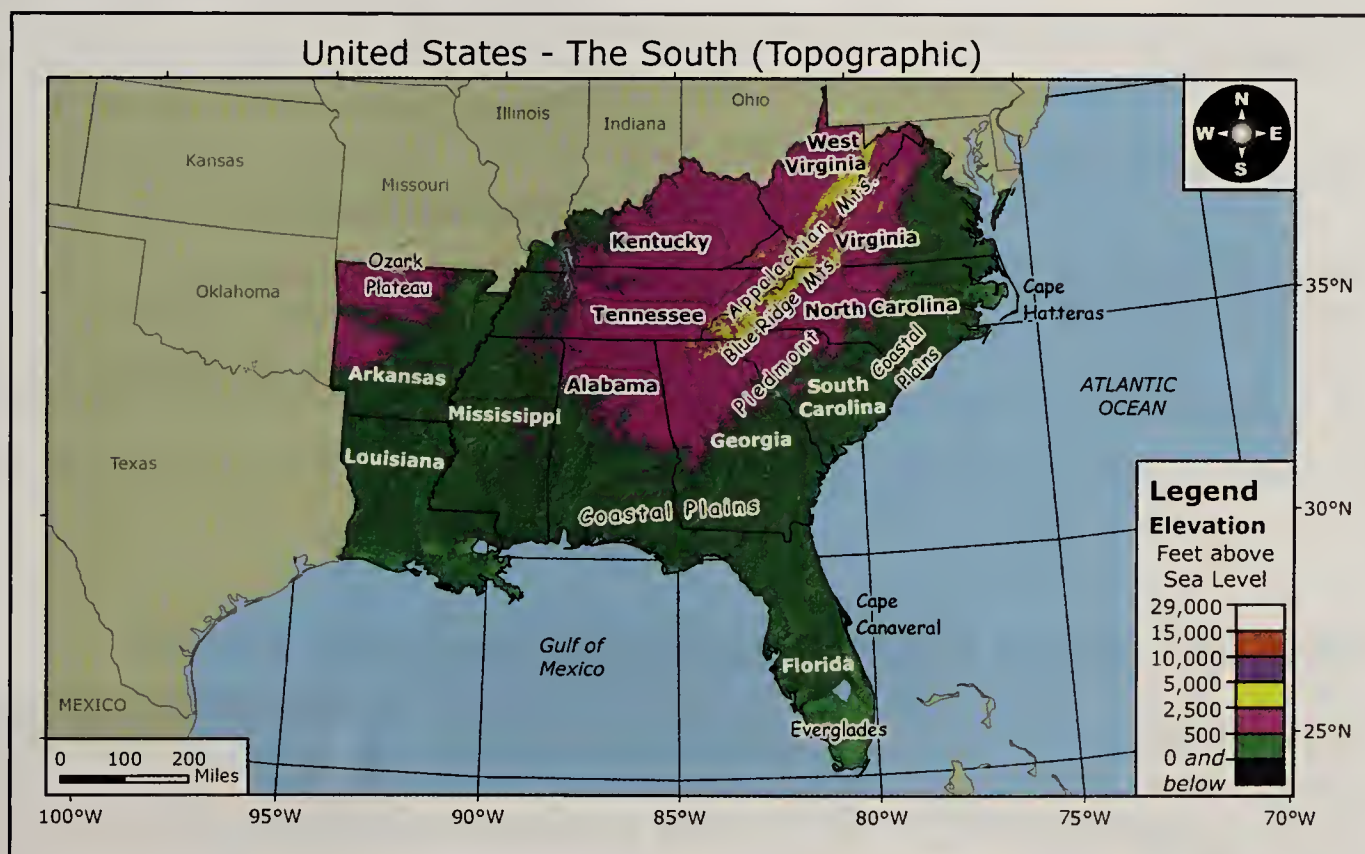 United States - The South (Topographic)
N
W E
S
Ohio
Illinois
Indiana
West
Virginia
Kansas
Missouri
Appalachian Mts.
Kentucky
Virginia
Ozark
Plateau
Oklahoma
Blue Ridge Mts.
35°N
Cape
Hatteras
Tennessee
North Carolina
Coastal
Plains
Piedmont
Arkansas
Alabama
South
Carolina
ATLANTIC
OCEAN
Mississippi
Georgia
Louisiana
Texas
Coastal Plains
30°N
Legend
Elevation
Feet above
Sea Level
29,000
15,000
10,000
5,000
2,500
500
0 and
below
Cape
Canaveral
Gulf of
Mexico
Florida
MEXICO
Everglades
25°N
0 100 200
Miles
100°W 95°W 90°W 85°W 80°W 75°W 70°W